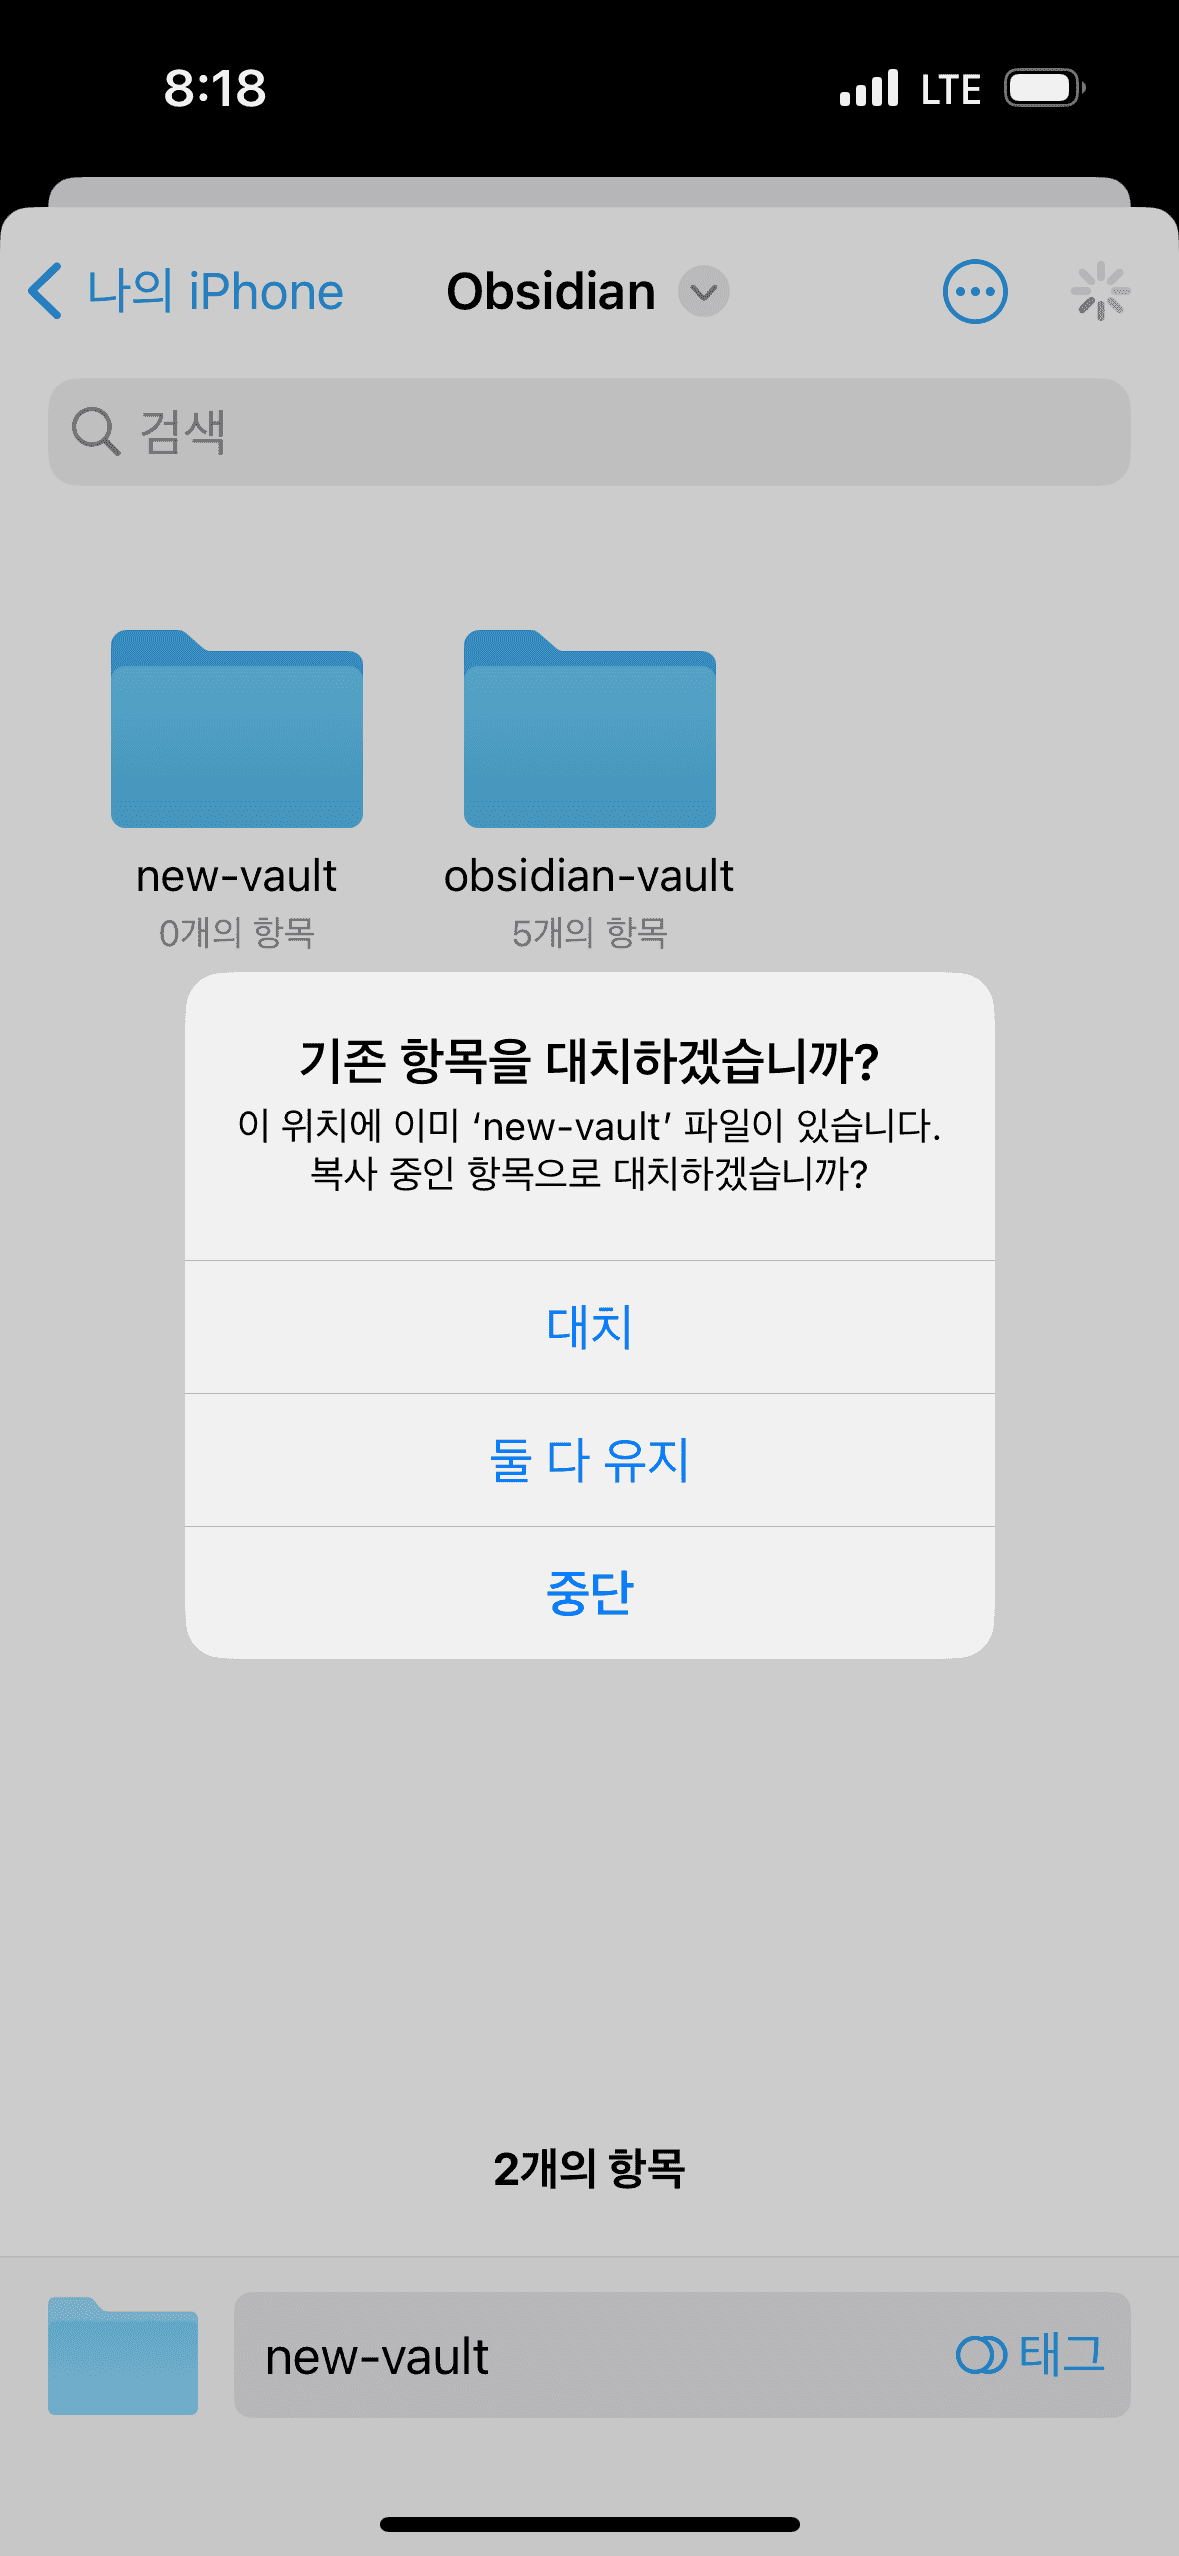 8:18
LTE
나의 iPhone
Obsidian
검색
new-vault
0개의 항목
obsidian-vault
5개의 항목
기존 항목을 대치하겠습니까?
이 위치에 이미 ‘new-vault’ 파일이 있습니다.
복사 중인 항목으로 대치하겠습니까?
대치
둘 다 유지
중단
2개의 항목
new-vault
태그